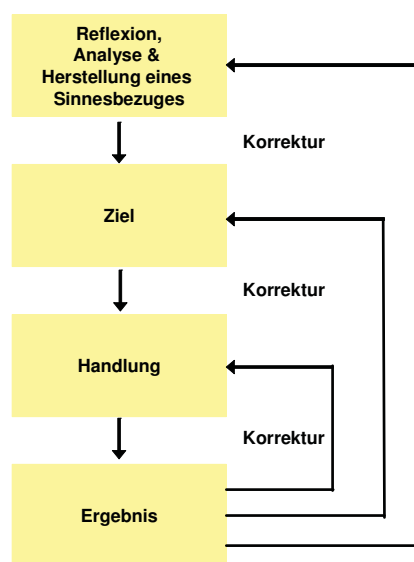 Reflexion,
Analyse &
Herstellung eines
Sinnesbezuges
Korrektur
Ziel
Korrektur
Handlung
Korrektur
Ergebnis